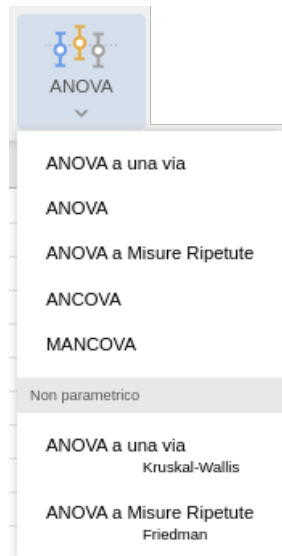 ANOVA
ANOVA a una via
ANOVA
ANOVA a Misure Ripetute
ANCOVA
MANCOVA
Non parametrico
ANOVA a una via
Kruskal-Wallis
ANOVA a Misure Ripetute
Friedman